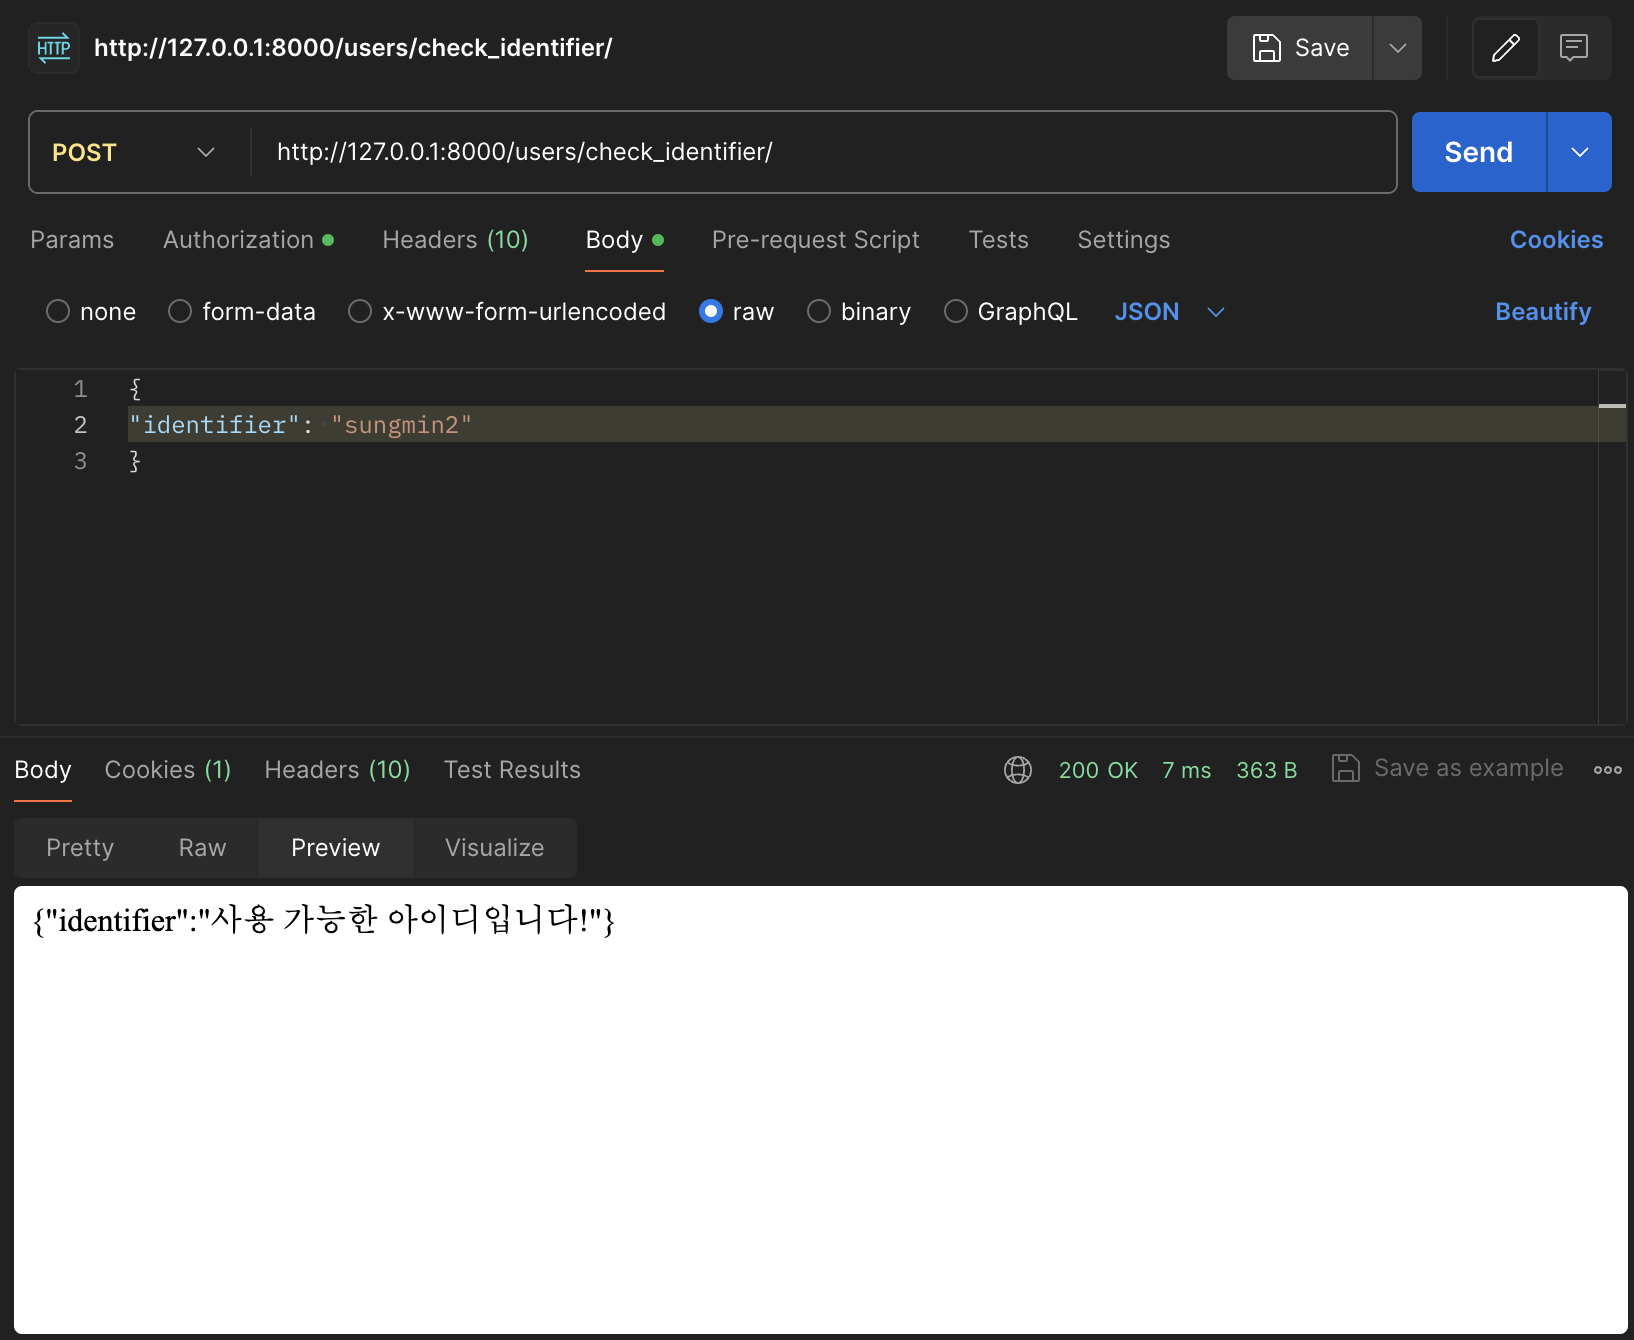 HTTP http://127.0.0.1:8000/users/check_identifier/ Save
POST http://127.0.0.1:8000/users/check_identifier/ Send
Params Authorization Headers (10) Body Pre-request Script Tests Settings Cookies
none form-data x-www-form-urlencoded raw binary GraphQL JSON Beautify
1 {
2 "identifier": "sungmin2"
3 }
Body Cookies (1) Headers (10) Test Results 200 OK 7 ms 363 B Save as example
Pretty Raw Preview Visualize
{"identifier":"사용 가능한 아이디입니다!"}